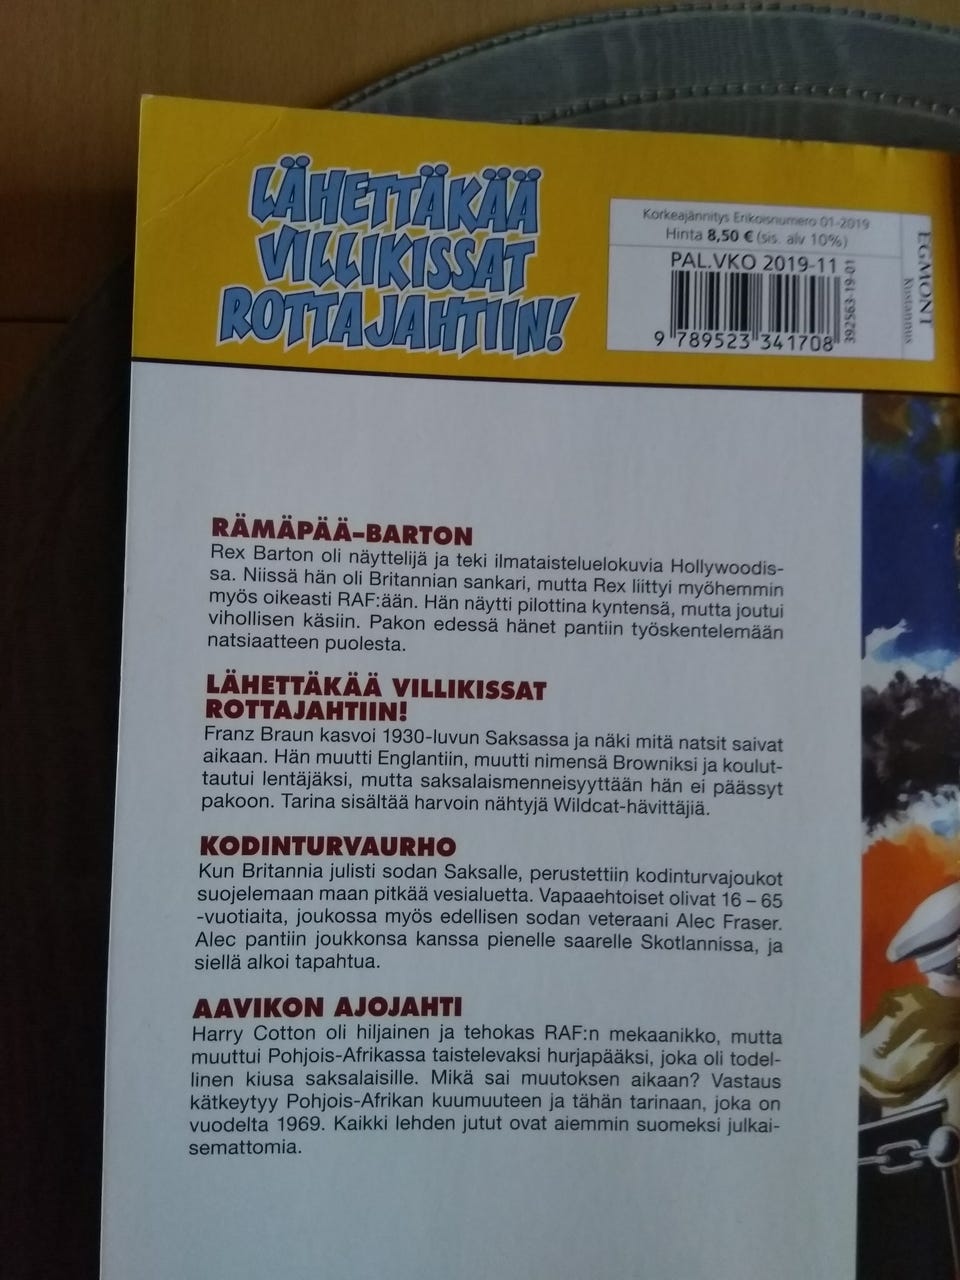 LÄHETTÄKÄÄ
VILLIKISSAT
ROTTAJAHTIIN!
Korkeajännitys Erikoisnumero 01-2019
Hinta 8,50 € (sis. alv 10%)
PAL.VKO 2019-11
9 789523 341708
392563-19-01
EGMONT
Kustannus
RÄMÄPÄÄ-BARTON
Rex Barton oli näyttelijä ja teki ilmataisteluelokuvia Hollywoodis-
sa. Niissä hän oli Britannian sankari, mutta Rex liittyi myöhemmin
myös oikeasti RAF:ään. Hän näytti pilottina kyntensä, mutta joutui
vihollisen käsiin. Pakon edessä hänet pantiin työskentelemään
natsiaatteen puolesta.
LÄHETTÄKÄÄ VILLIKISSAT
ROTTAJAHTIIN!
Franz Braun kasvoi 1930-luvun Saksassa ja näki mitä natsit saivat
aikaan. Hän muutti Englantiin, muutti nimensä Browniksi ja koulut-
tautui lentäjäksi, mutta saksalaismenneisyyttään hän ei päässyt
pakoon. Tarina sisältää harvoin nähtyjä Wildcat-hävittäjiä.
KODINTURVAURHO
Kun Britannia julisti sodan Saksalle, perustettiin kodinturvajoukot
suojelemaan maan pitkää vesialuetta. Vapaaehtoiset olivat 16 – 65
-vuotiaita, joukossa myös edellisen sodan veteraani Alec Fraser.
Alec pantiin joukkonsa kanssa pienelle saarelle Skotlannissa, ja
siellä alkoi tapahtua.
AAVIKON AJOJAHTI
Harry Cotton oli hiljainen ja tehokas RAF:n mekaanikko, mutta
muuttui Pohjois-Afrikassa taistelevaksi hurjapääksi, joka oli todel-
linen kiusa saksalaisille. Mikä sai muutoksen aikaan? Vastaus
kätkeytyy Pohjois-Afrikan kuumuuteen ja tähän tarinaan, joka on
vuodelta 1969. Kaikki lehden jutut ovat aiemmin suomeksi julkai-
semattomia.